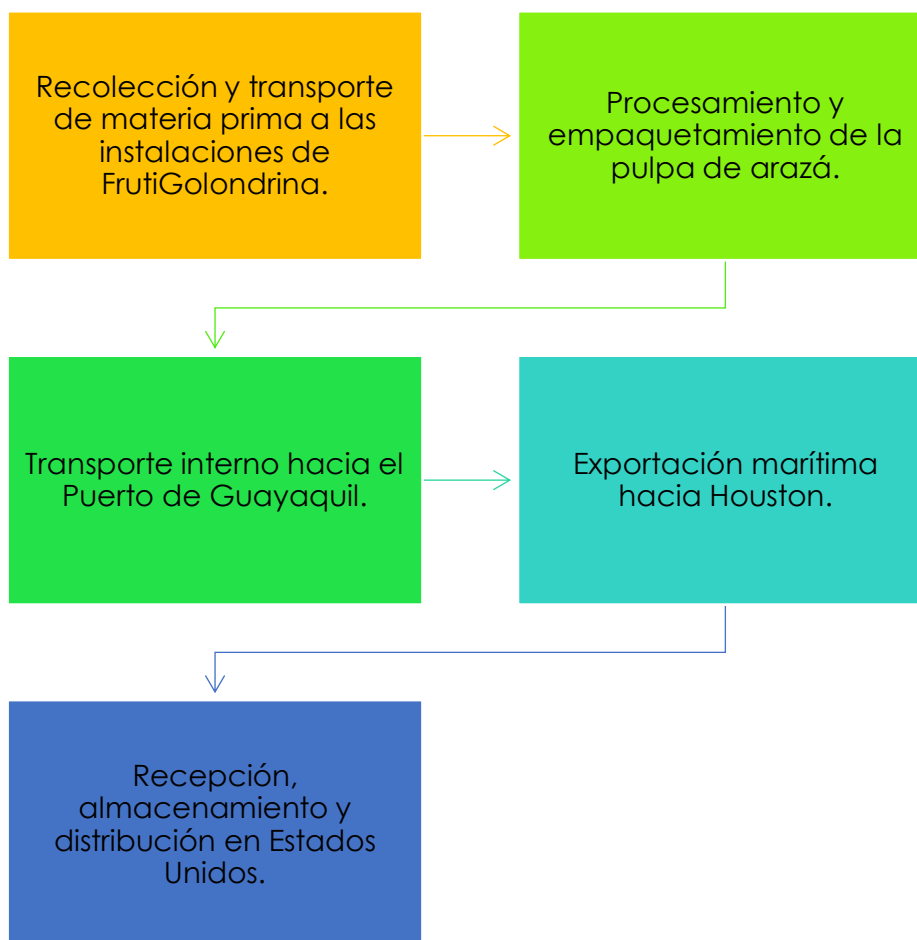 Recolección y transporte
de materia prima a las
instalaciones de
FrutiGolondrina.
Procesamiento y
empaquetamiento de la
pulpa de arazá.
Transporte interno hacia el
Puerto de Guayaquil.
Exportación marítima
hacia Houston.
Recepción,
almacenamiento y
distribución en Estados
Unidos.